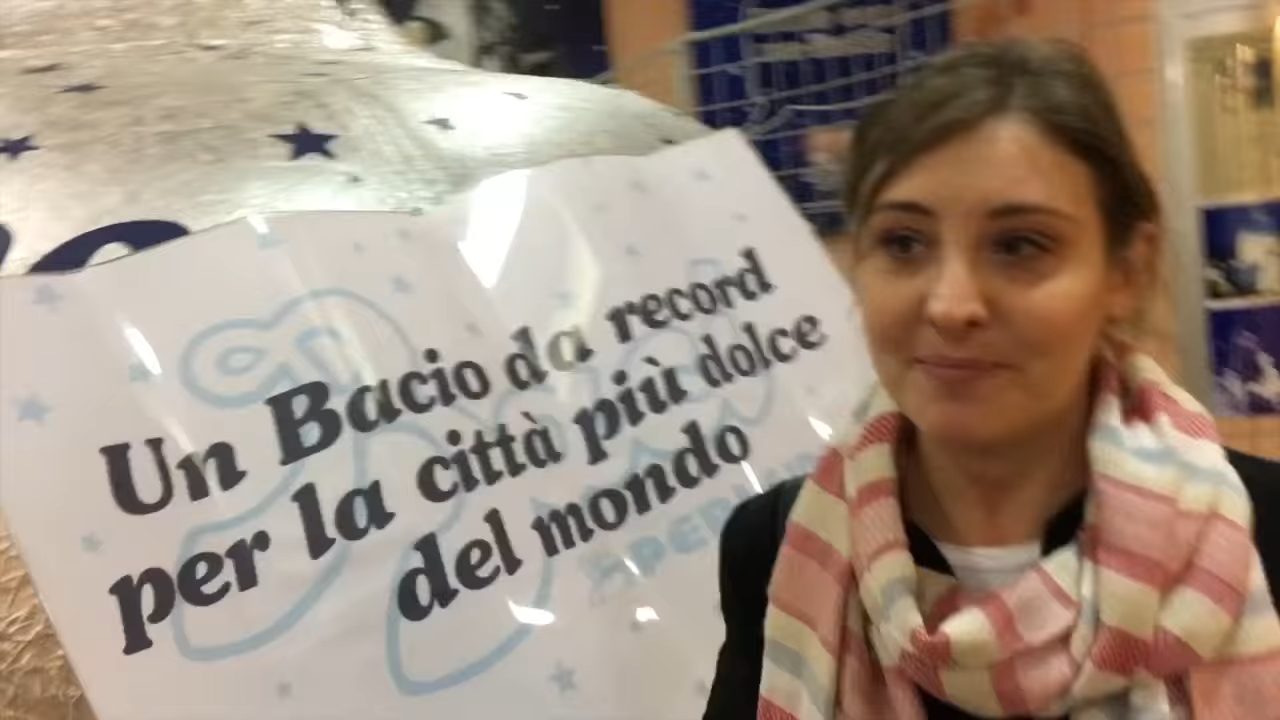 Un Bacio da record
per la città più dolce
del mondo